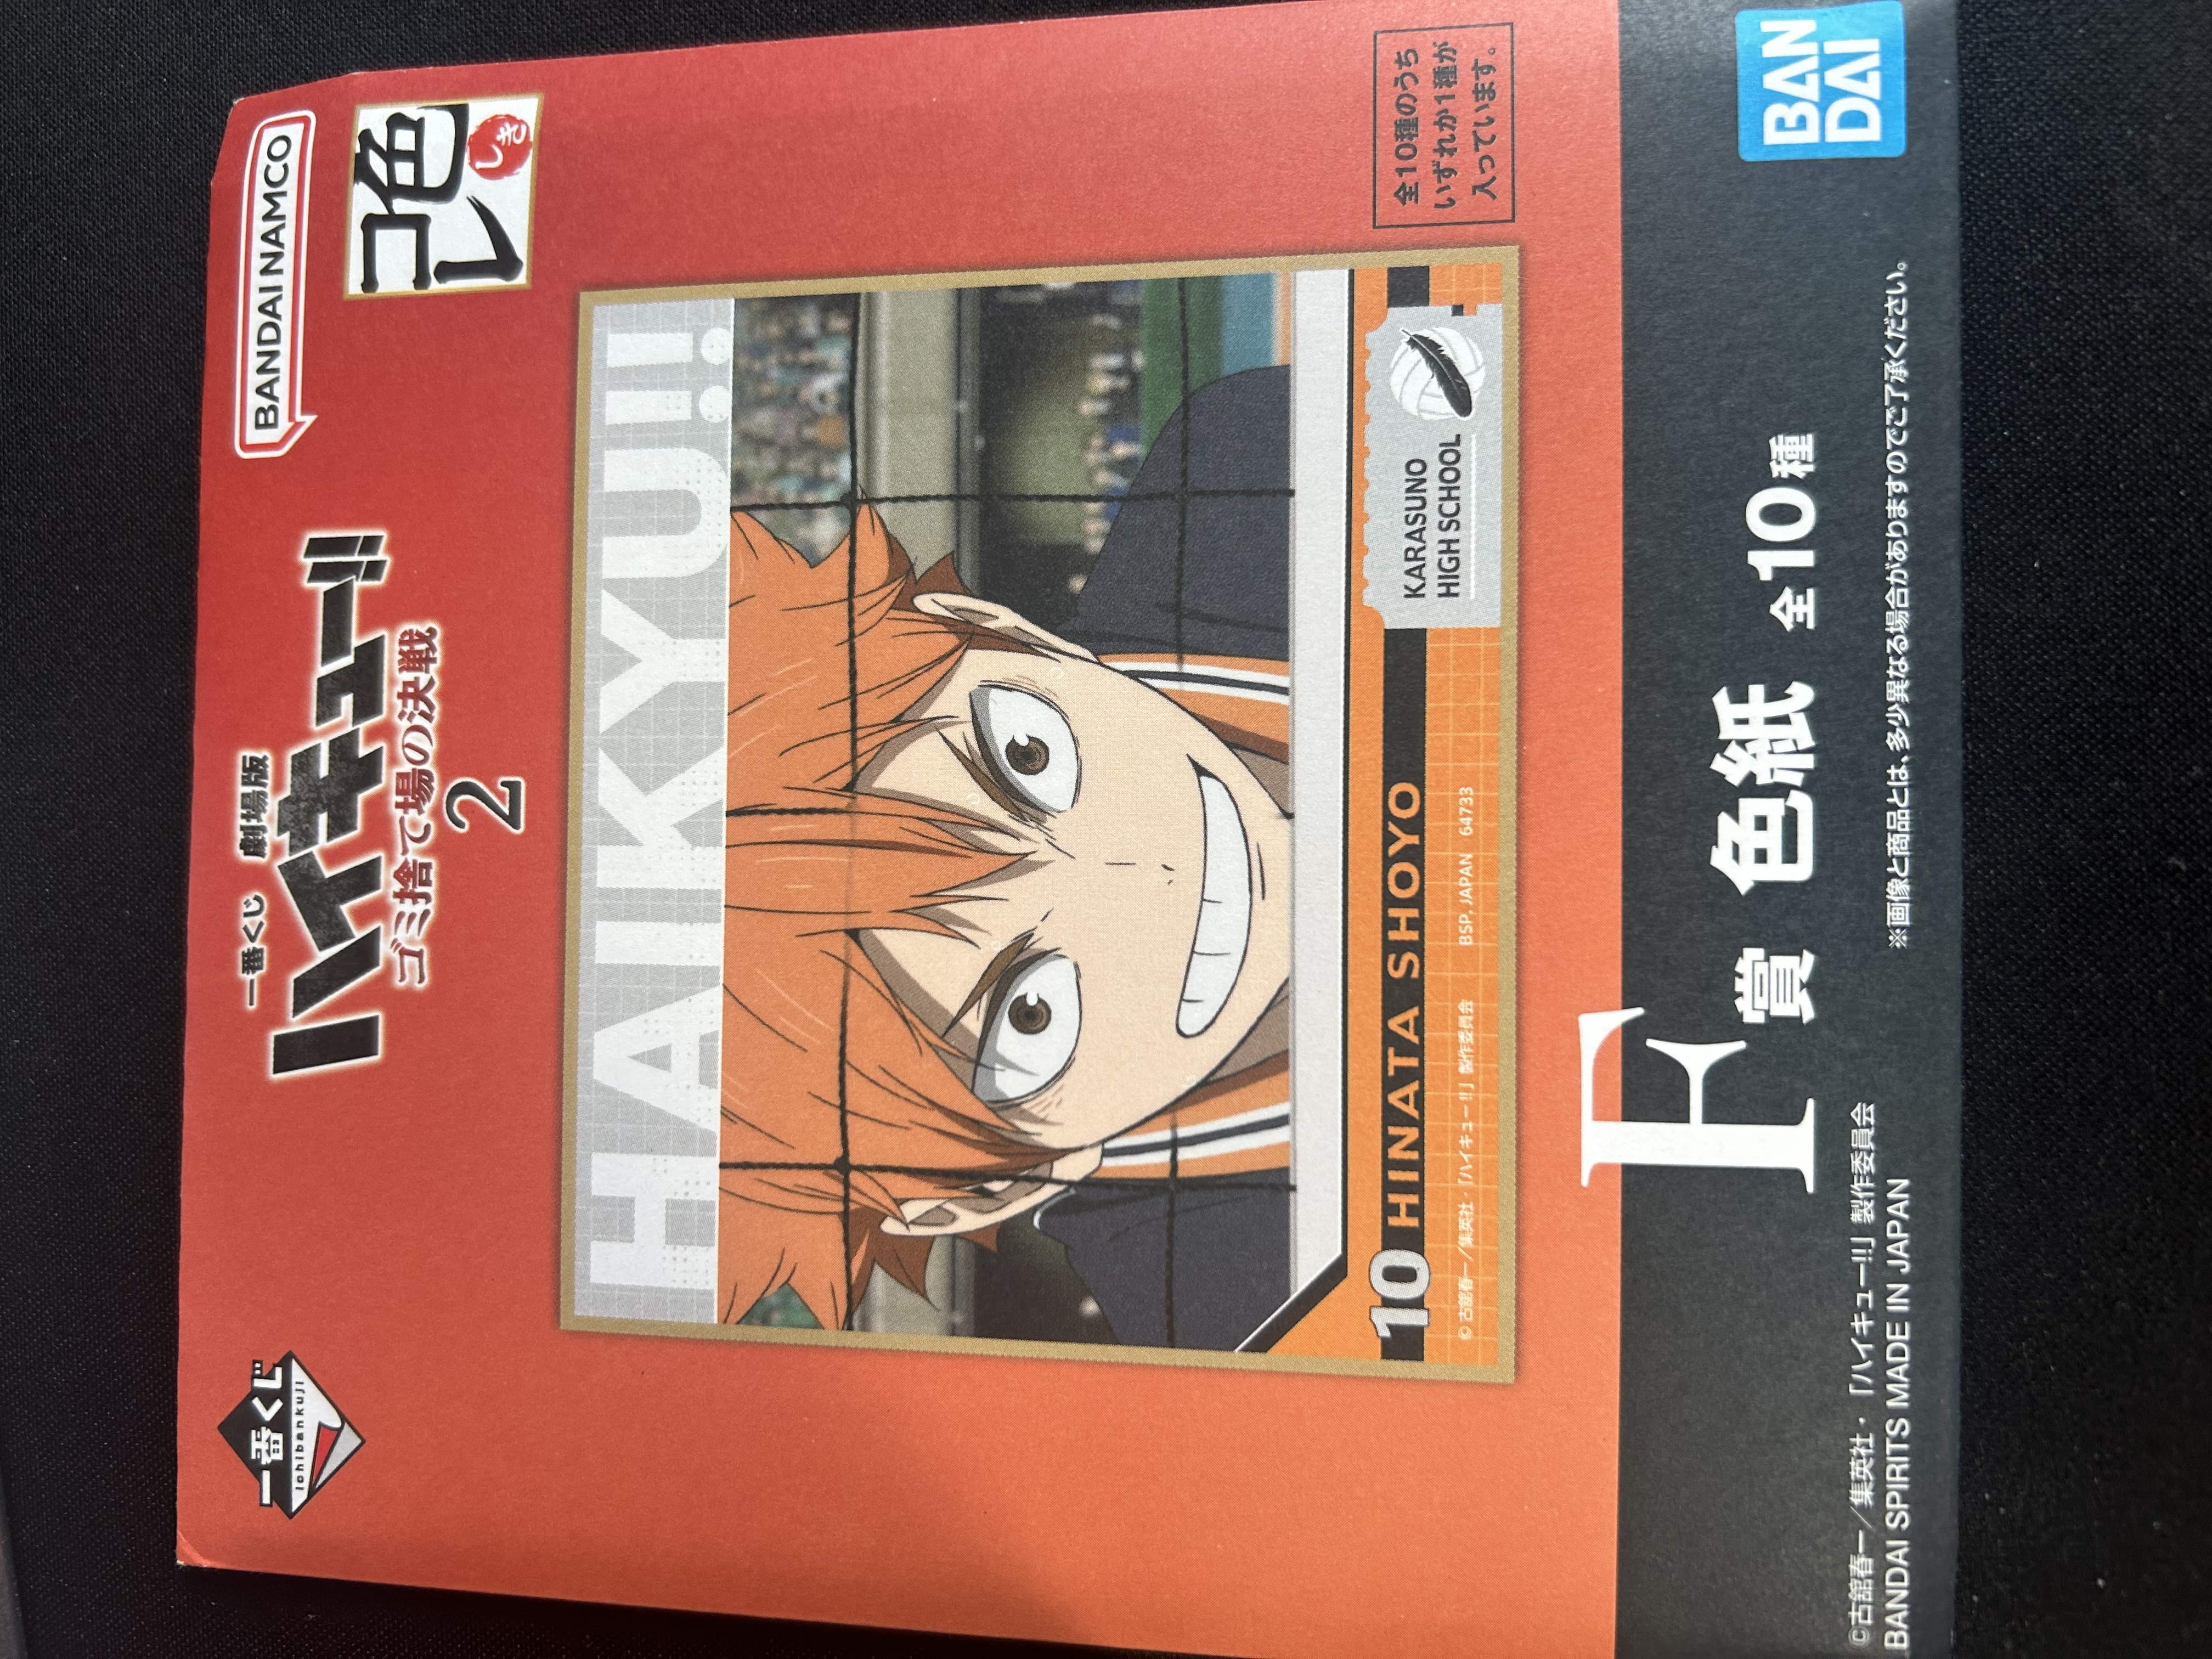 一番くじ
ichibankuji
一番くじ 劇場版
ハイキュー!!
ゴミ捨て場の決戦
2
BANDAI NAMCO
色
コレ
しき
HAIKYU!!
10 HINATA SHOYO
KARASUNO
HIGH SCHOOL
©古舘春一/集英社・「ハイキュー!!」製作委員会 BSP, JAPAN 64733
全10種のうち
いずれか1種が
入っています。
F賞 色紙 全10種
BAN
DAI
©古舘春一/集英社・「ハイキュー!!」製作委員会
BANDAI SPIRITS MADE IN JAPAN
※画像と商品とは、多少異なる場合がありますのでご了承ください。